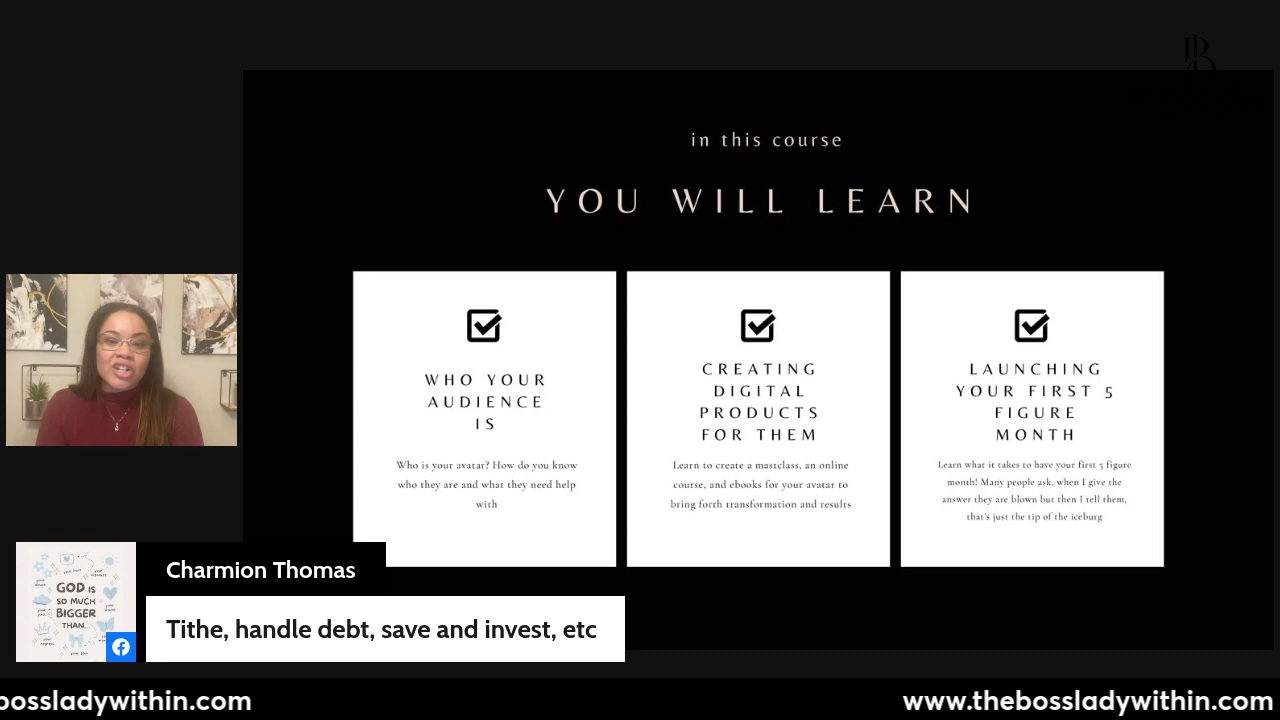 in this course
YOU WILL LEARN
WHO YOUR
AUDIENCE
IS
Who is your avatar? How do you know
who they are and what they need help
with
CREATING
DIGITAL
PRODUCTS
FOR THEM
Learn to create a mastclass, an online
course, and ebooks for your avatar to
bring forth transformation and results
LAUNCHING
YOUR FIRST 5
FIGURE
MONTH
Learn what it takes to have your first 5 figure
month! Many people ask, when I give the
answer they are blown but then I tell them,
that's just the tip of the iceburg
GOD IS
SO MUCH
BIGGER
THAN...
Charmion Thomas
Tithe, handle debt, save and invest, etc
bossladywithin.com
www.thebossladywithin.com